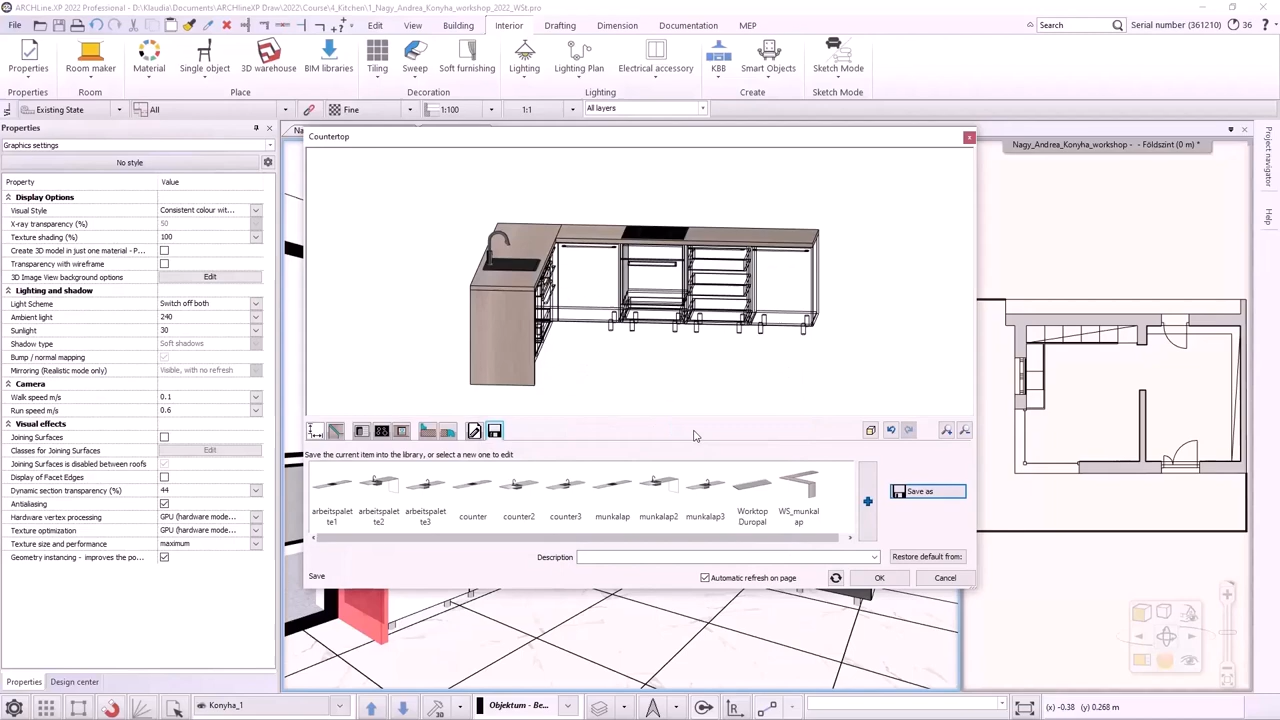 ARCHlineXP 2022 Professional D:\Klaudia\Documents\ARCHlineXP Draw\2022\Course\4_Kitchen\1_Nagy_Andrea_Konyha_workshop_2022_WSt.pro
File Edit View Building Interior Drafting Dimension Documentation MEP Search Serial number (361210) 36
Properties Room maker Material Single object 3D warehouse BIM libraries Tiling Sweep Soft furnishing Lighting Lighting Plan Electrical accessory KBB Smart Objects Sketch Mode
Properties Room Place Decoration Lighting Create Sketch Mode
Existing State All Fine 1:100 1:1 All layers
Properties
Graphics settings
No style
Property Value
Display Options
Visual Style Consistent colour wit...
X-ray transparency (%) 50
Texture shading (%) 100
Create 3D model in just one material - P...
Transparency with wireframe
3D Image View background options Edit
Lighting and shadow
Light Scheme Switch off both
Ambient light 240
Sunlight 30
Shadow type Soft shadows
Bump / normal mapping
Mirroring (Realistic mode only) Visible, with no refresh
Camera
Walk speed m/s 0.1
Run speed m/s 0.6
Visual effects
Joining Surfaces
Classes for Joining Surfaces Edit
Joining Surfaces is disabled between roofs
Display of Facet Edges
Dynamic section transparency (%) 44
Antialiasing
Hardware vertex processing GPU (hardware mode...
Texture optimization GPU (hardware mode...
Texture size and performance maximum
Geometry instancing - improves the po...
Properties Design center
Na
Countertop
Save the current item into the library, or select a new one to edit
arbeitspalet te1
arbeitspalet te2
arbeitspalet te3
counter
counter2
counter3
munkalap
munkalap2
munkalap3
Worktop Duropal
WS_munkal ap
Save as
Description
Restore default from:
Save
Automatic refresh on page
OK Cancel
Nagy_Andrea_Konyha_workshop - - Földszint (0 m) *
Project navigator
Help
Konyha_1
30
Objektum - Be...
(x) -0.38 (y) 0.268 m